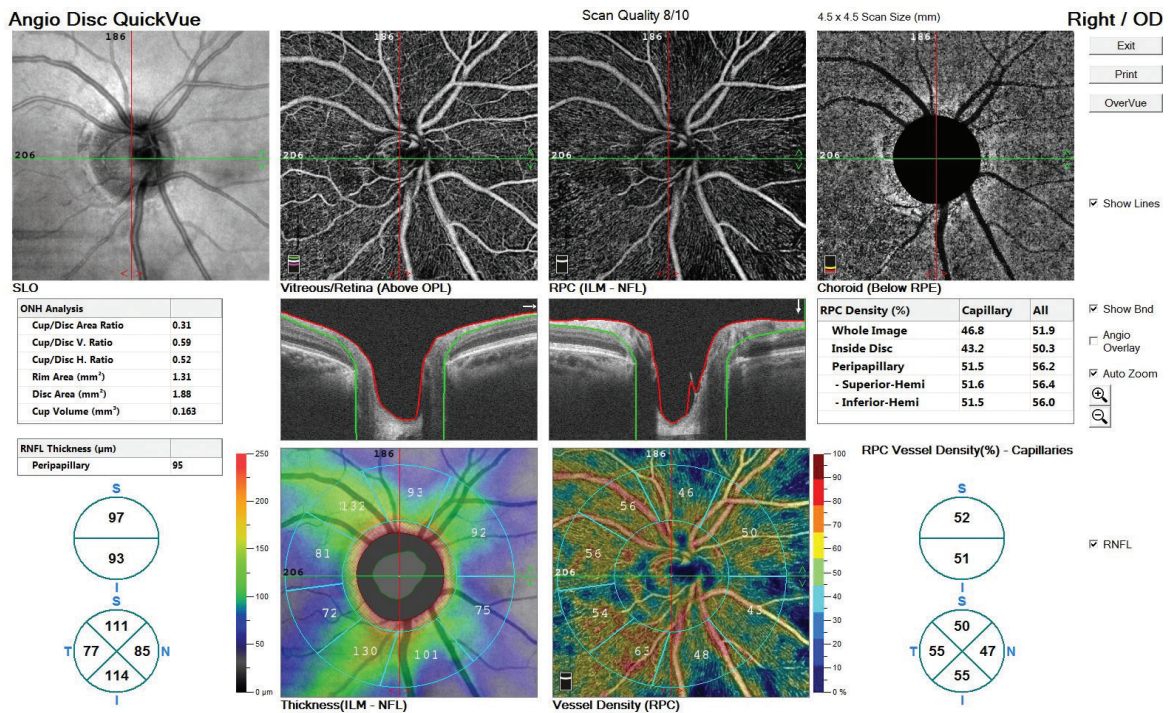 Angio Disc QuickVue
Scan Quality 8/10
4.5 x 4.5 Scan Size (mm)
Right / OD
Exit
Print
OverVue
Show Lines
Show Bnd
Angio Overlay
Auto Zoom
RNFL
186
206
SLO
186
206
Vitreous/Retina (Above OPL)
186
206
RPC (ILM - NFL)
186
206
Choroid (Below RPE)
ONH Analysis
Cup/Disc Area Ratio 0.31
Cup/Disc V. Ratio 0.59
Cup/Disc H. Ratio 0.52
Rim Area (mm²) 1.31
Disc Area (mm²) 1.88
Cup Volume (mm³) 0.163
RPC Density (%) Capillary All
Whole Image 46.8 51.9
Inside Disc 43.2 50.3
Peripapillary 51.5 56.2
- Superior-Hemi 51.6 56.4
- Inferior-Hemi 51.5 56.0
RNFL Thickness (µm)
Peripapillary 95
S
97
93
I
S
111
T 77 85 N
114
I
250
200
150
100
50
0 µm
186
93
132
92
81
206
72
75
130
101
Thickness(ILM - NFL)
186
46
56
50
56
206
54
43
63
48
Vessel Density (RPC)
100
90
80
70
60
50
40
30
20
10
0 %
RPC Vessel Density(%) - Capillaries
S
52
51
I
S
50
T 55 47 N
55
I